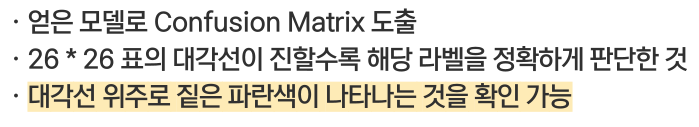 · 얻은 모델로 Confusion Matrix 도출
· 26 * 26 표의 대각선이 진할수록 해당 라벨을 정확하게 판단한 것
· 대각선 위주로 짙은 파란색이 나타나는 것을 확인 가능